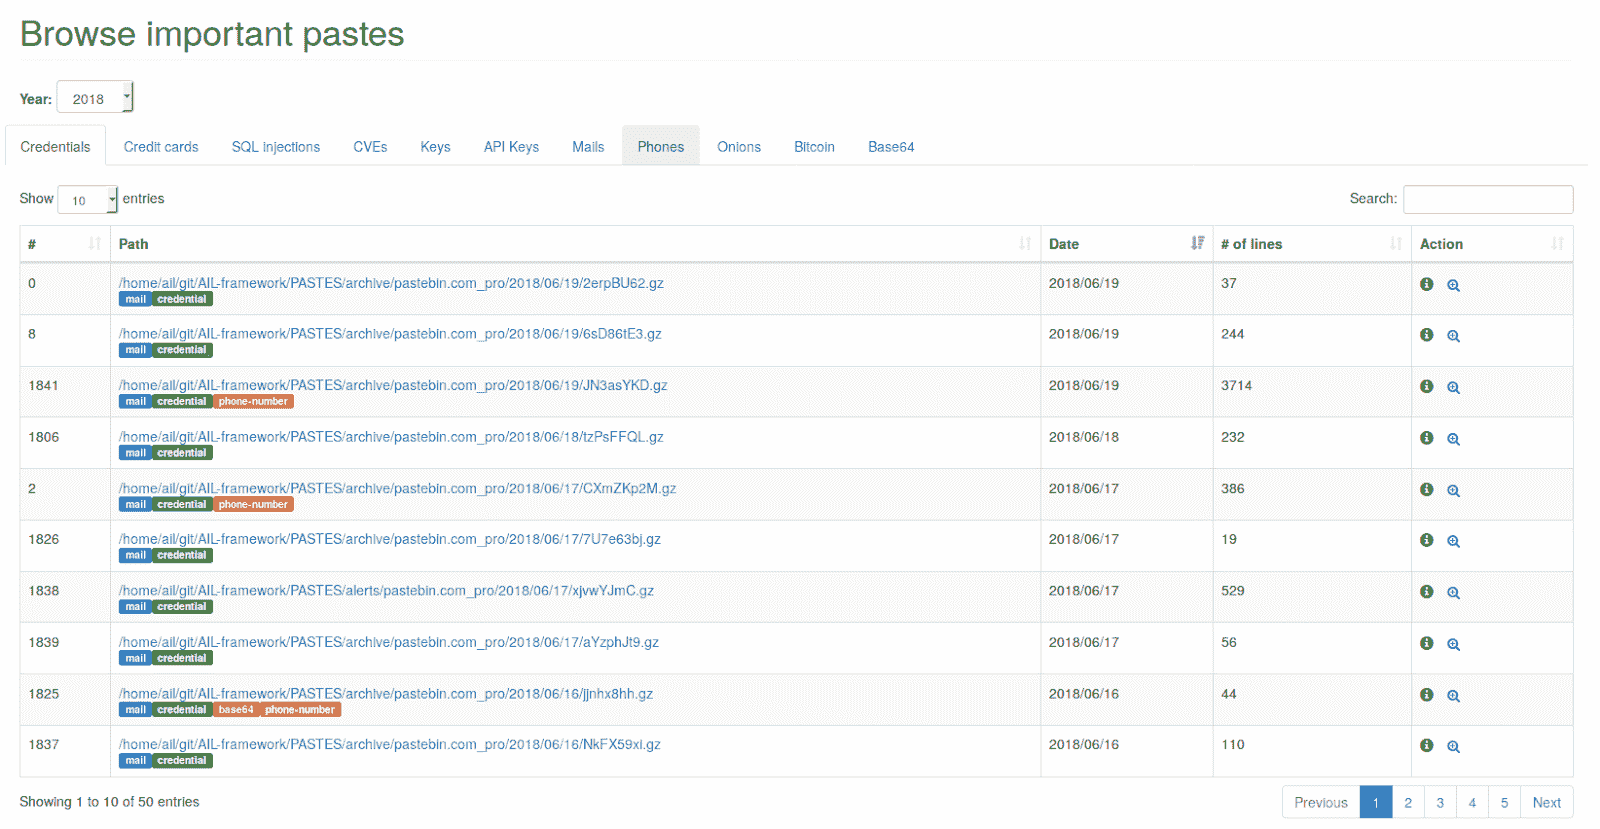 Browse important pastes
Year: 2018
Credentials Credit cards SQL injections CVEs Keys API Keys Mails Phones Onions Bitcoin Base64
Show 10 entries Search:
# Path Date # of lines Action
0 /home/ail/git/AIL-framework/PASTES/archive/pastebin.com_pro/2018/06/19/2erpBU62.gz 2018/06/19 37
mail credential
8 /home/ail/git/AIL-framework/PASTES/archive/pastebin.com_pro/2018/06/19/6sD86tE3.gz 2018/06/19 244
mail credential
1841 /home/ail/git/AIL-framework/PASTES/archive/pastebin.com_pro/2018/06/19/JN3asYKD.gz 2018/06/19 3714
mail credential phone-number
1806 /home/ail/git/AIL-framework/PASTES/archive/pastebin.com_pro/2018/06/18/tzPsFFQL.gz 2018/06/18 232
mail credential
2 /home/ail/git/AIL-framework/PASTES/archive/pastebin.com_pro/2018/06/17/CXmZKp2M.gz 2018/06/17 386
mail credential phone-number
1826 /home/ail/git/AIL-framework/PASTES/archive/pastebin.com_pro/2018/06/17/7U7e63bj.gz 2018/06/17 19
mail credential
1838 /home/ail/git/AIL-framework/PASTES/alerts/pastebin.com_pro/2018/06/17/xjvwYJmC.gz 2018/06/17 529
mail credential
1839 /home/ail/git/AIL-framework/PASTES/archive/pastebin.com_pro/2018/06/17/aYzphJt9.gz 2018/06/17 56
mail credential
1825 /home/ail/git/AIL-framework/PASTES/archive/pastebin.com_pro/2018/06/16/jjnhx8hh.gz 2018/06/16 44
mail credential base64 phone-number
1837 /home/ail/git/AIL-framework/PASTES/archive/pastebin.com_pro/2018/06/16/NkFX59xi.gz 2018/06/16 110
mail credential
Showing 1 to 10 of 50 entries Previous 1 2 3 4 5 Next